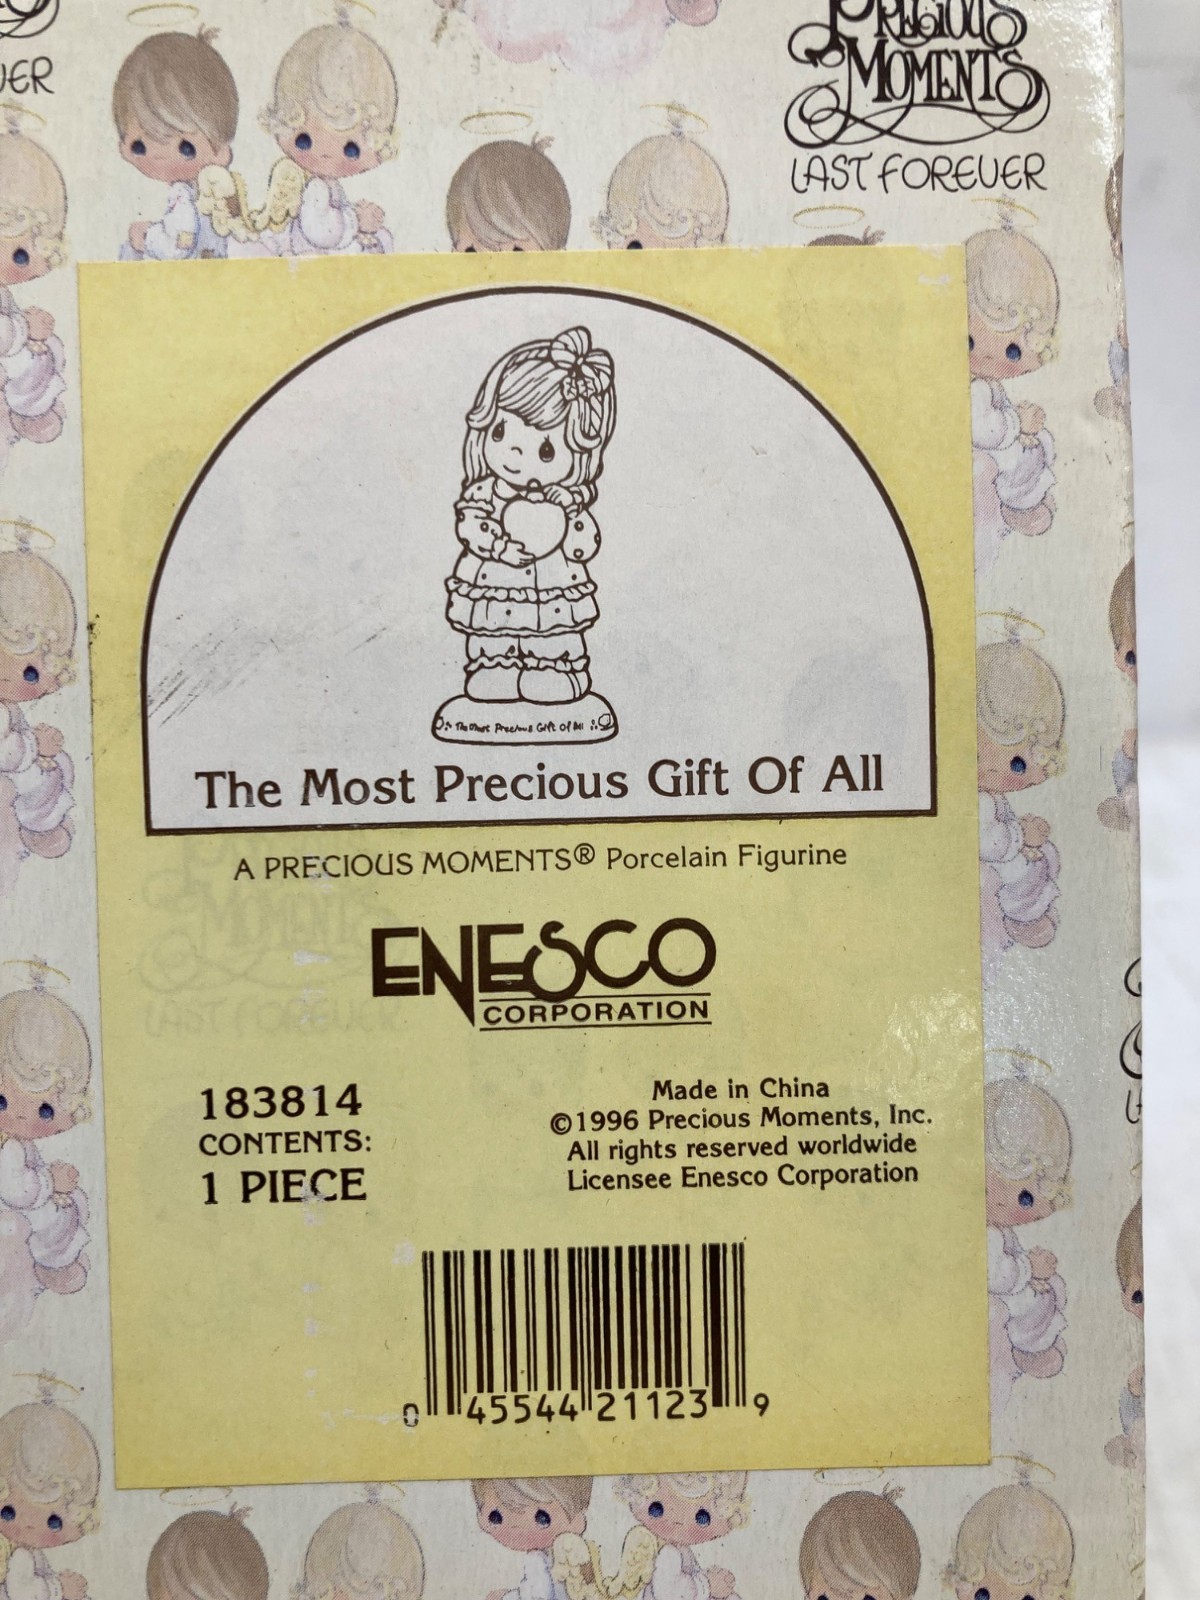 VER
PRECIOUS
MOMENTS
LAST FOREVER
The Most Precious Gift Of All
The Most Precious Gift Of All
A PRECIOUS MOMENTS® Porcelain Figurine
ENESCO
CORPORATION
183814
CONTENTS:
1 PIECE
Made in China
©1996 Precious Moments, Inc.
All rights reserved worldwide
Licensee Enesco Corporation
0 45544 21123 9